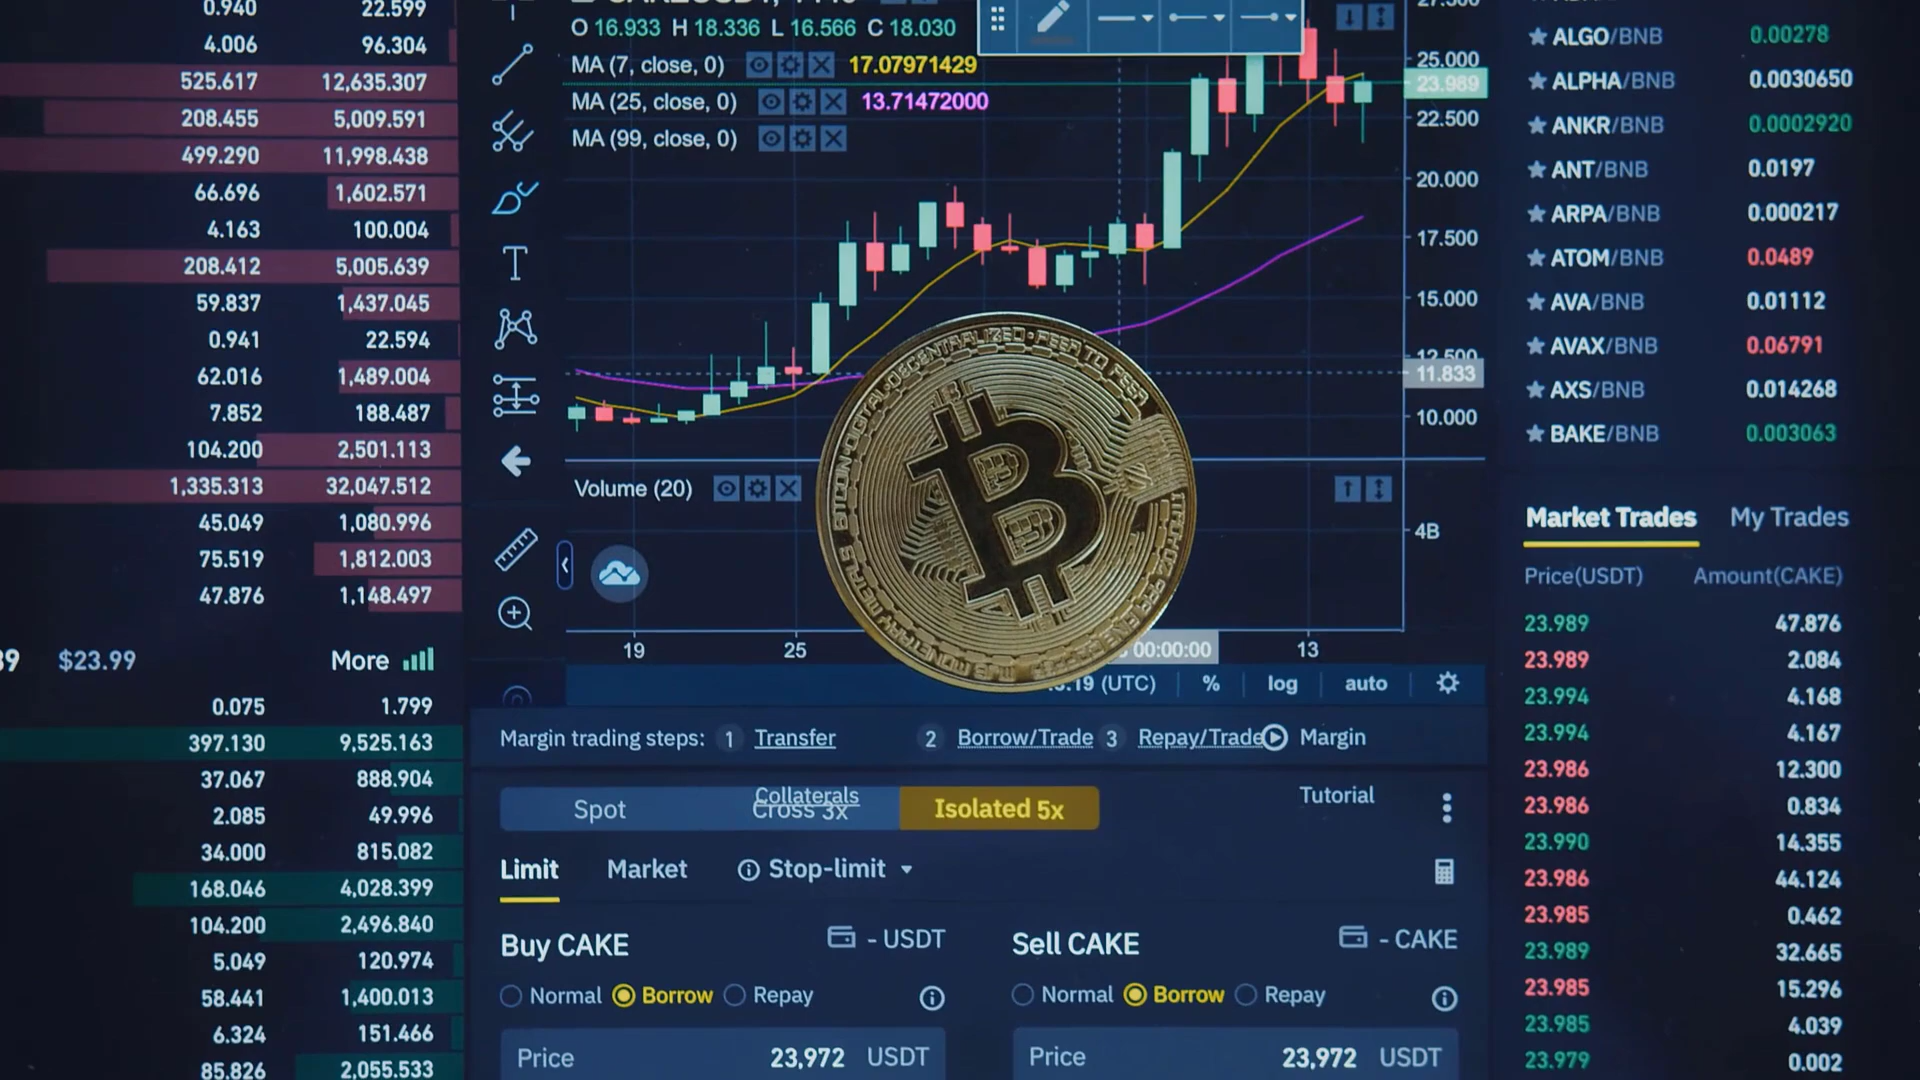 0.940 22.599
4.006 96.304
525.617 12,635.307
208.455 5,009.591
499.290 11,998.438
66.696 1,602.571
4.163 100.004
208.412 5,005.639
59.837 1,437.045
0.941 22.594
62.016 1,489.004
7.852 188.487
104.200 2,501.113
1,335.313 32,047.512
45.049 1,080.996
75.519 1,812.003
47.876 1,148.497
$23.99 More
0.075 1.799
397.130 9,525.163
37.067 888.904
2.085 49.996
34.000 815.082
168.046 4,028.399
104.200 2,496.840
5.049 120.974
58.441 1,400.013
6.324 151.466
85.826 2,055.533
O 16.933 H 18.336 L 16.566 C 18.030
MA (7, close, 0) 17.07971429
MA (25, close, 0) 13.71472000
MA (99, close, 0)
25.000
23.989
22.500
20.000
17.500
15.000
12.500
11.833
10.000
Volume (20)
4B
DIGITAL DECENTRALIZED PEER TO PEER
BITCOIN
B
19 25 00:00:00 13
19 (UTC) % log auto
Margin trading steps: 1 Transfer 2 Borrow/Trade 3 Repay/Trade Margin
Collaterals Tutorial
Spot Cross 3x Isolated 5x
Limit Market Stop-limit
Buy CAKE - USDT
Normal Borrow Repay
Price 23,972 USDT
Sell CAKE - CAKE
Normal Borrow Repay
Price 23,972 USDT
ALGO/BNB 0.00278
ALPHA/BNB 0.0030650
ANKR/BNB 0.0002920
ANT/BNB 0.0197
ARPA/BNB 0.000217
ATOM/BNB 0.0489
AVA/BNB 0.01112
AVAX/BNB 0.06791
AXS/BNB 0.014268
BAKE/BNB 0.003063
Market Trades My Trades
Price(USDT) Amount(CAKE)
23.989 47.876
23.989 2.084
23.994 4.168
23.994 4.167
23.986 12.300
23.986 0.834
23.990 14.355
23.986 44.124
23.985 0.462
23.989 32.665
23.985 15.296
23.985 4.039
23.979 0.002